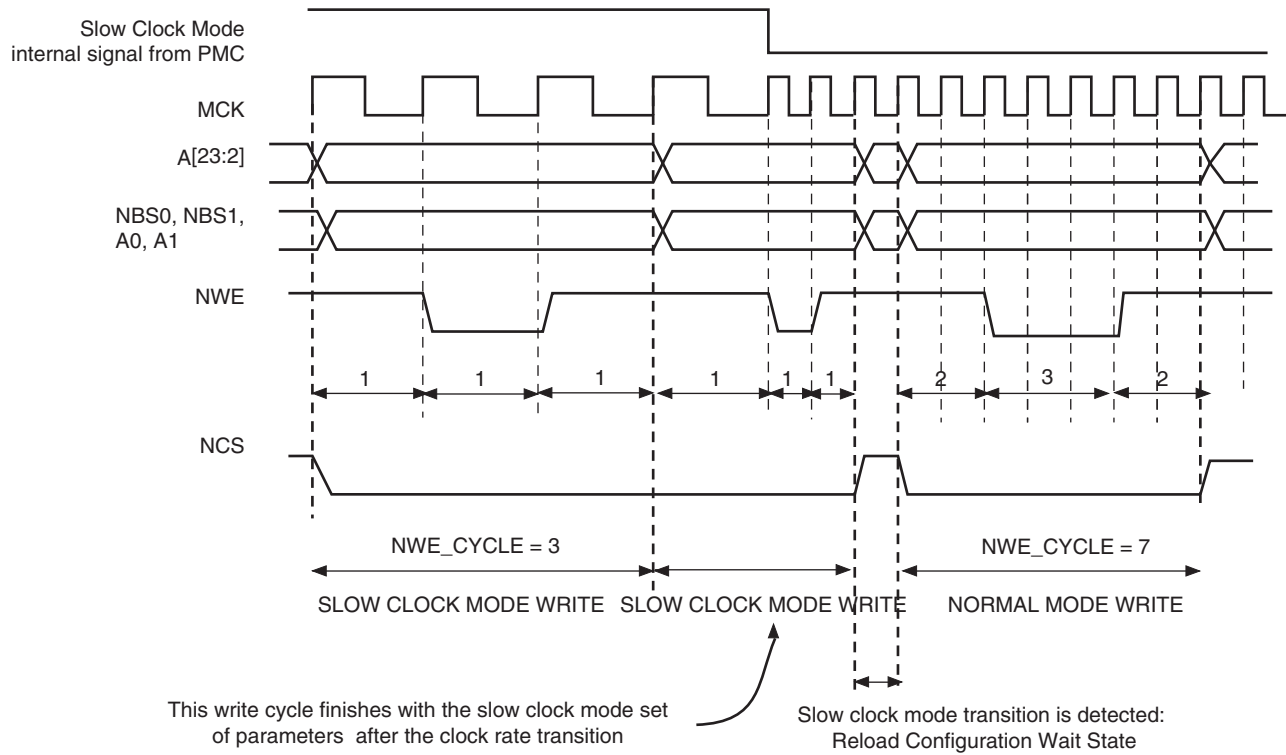 Slow Clock Mode
internal signal from PMC
MCK
A[23:2]
NBS0, NBS1,
A0, A1
NWE
1 1 1 1 1 1 2 3 2
NCS
NWE_CYCLE = 3 NWE_CYCLE = 7
SLOW CLOCK MODE WRITE SLOW CLOCK MODE WRITE NORMAL MODE WRITE
This write cycle finishes with the slow clock mode set
of parameters after the clock rate transition
Slow clock mode transition is detected:
Reload Configuration Wait State